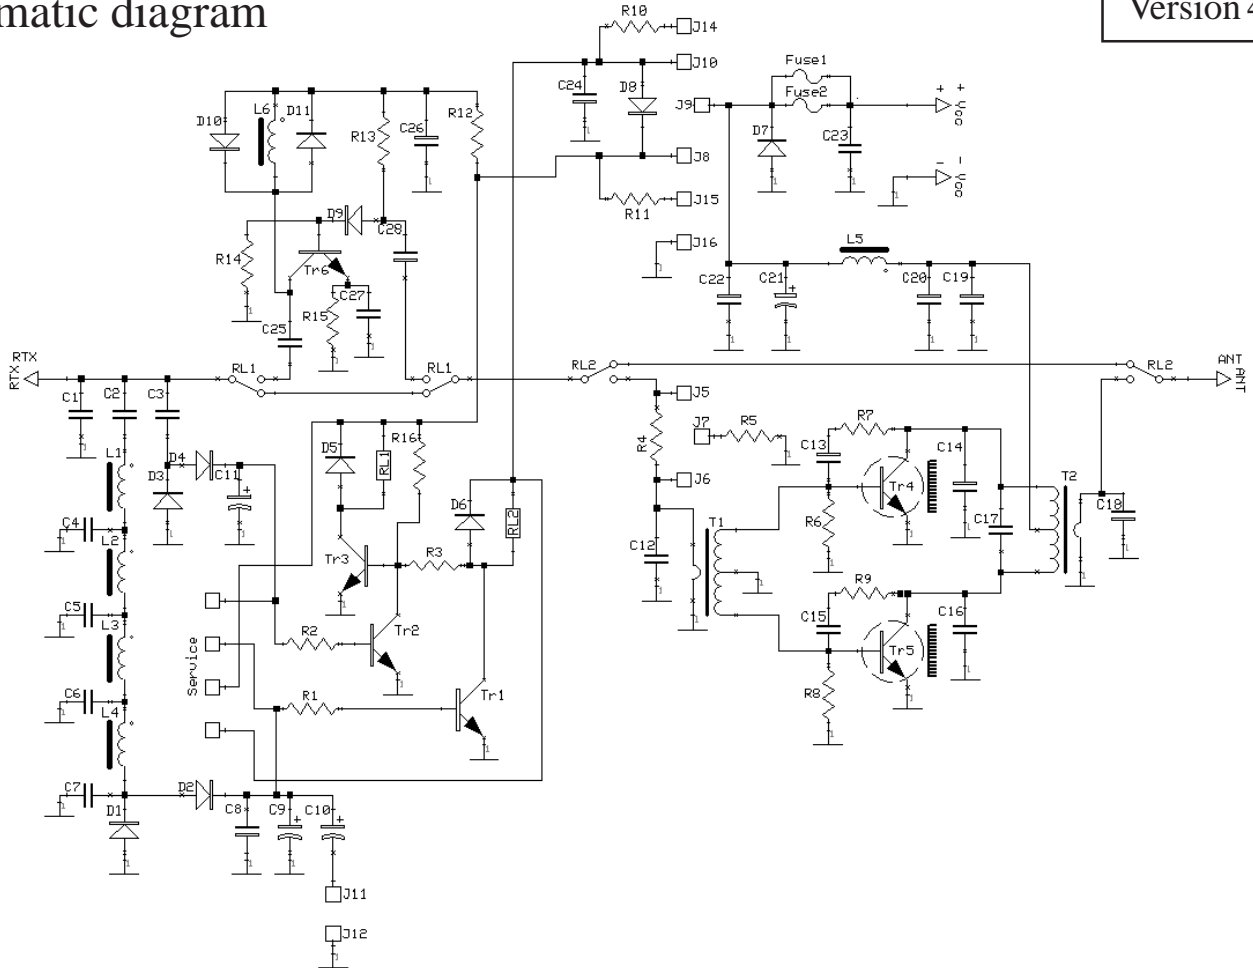 matic diagram
Version 4
R10
J14
J10
C24
D8
J9
Fuse1
Fuse2
+ +
Vcc
D7
C23
- -
Vcc
J8
J15
R11
J16
L6
D11
D10
R13
C26
R12
D9
C28
R14
Tr6
C27
R15
C25
L5
C22
C21
+
C20
C19
RTX
RTX
RL1
RL1
RL2
RL2
ANT
ANT
C1
C2
C3
J5
J7
R5
R4
R7
C13
C14
J6
Tr4
T2
R16
D5
RL1
L1
D4
D3
C11
+
D6
RL2
C4
L2
T1
R6
C17
C18
C12
Tr3
R3
R9
C5
L3
Tr2
C15
C16
R2
Tr5
Service
C6
L4
R1
Tr1
R8
C7
D2
D1
C8
C9
+
C10
+
J11
J12